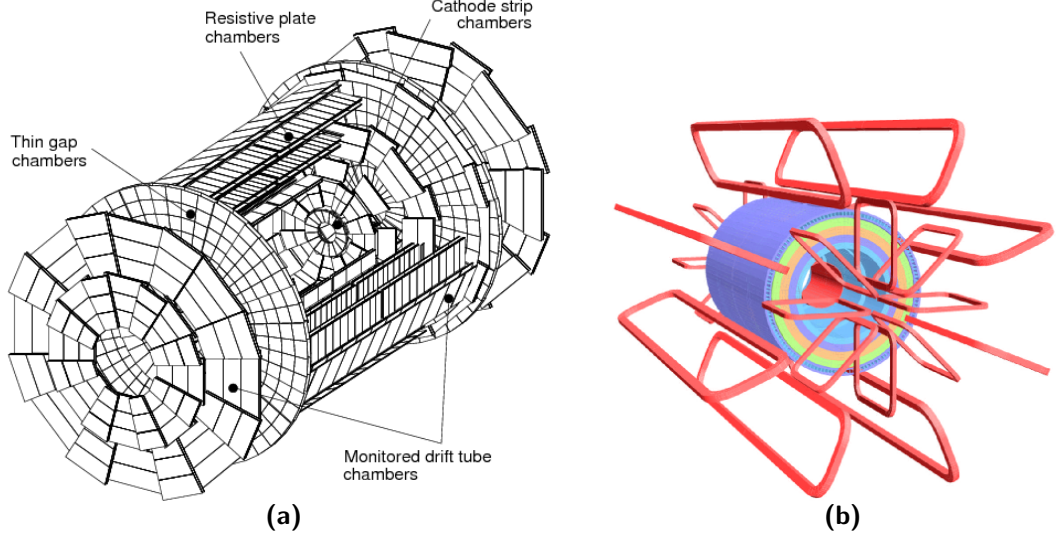 Cathode strip
chambers
Resistive plate
chambers
Thin gap
chambers
Monitored drift tube
chambers
(a)
(b)